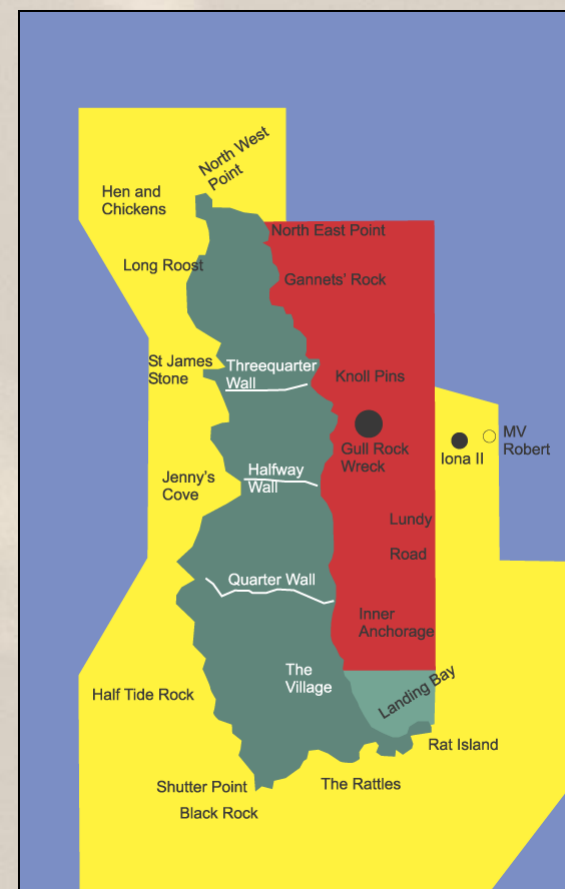 North West
Point
Hen and
Chickens
North East Point
Long Roost
Gannets' Rock
St James
Stone
Threequarter
Wall
Knoll Pins
Gull Rock
Wreck
MV
Robert
Iona II
Halfway
Wall
Jenny's
Cove
Lundy
Road
Quarter Wall
Inner
Anchorage
The
Village
Landing Bay
Half Tide Rock
Rat Island
Shutter Point
The Rattles
Black Rock